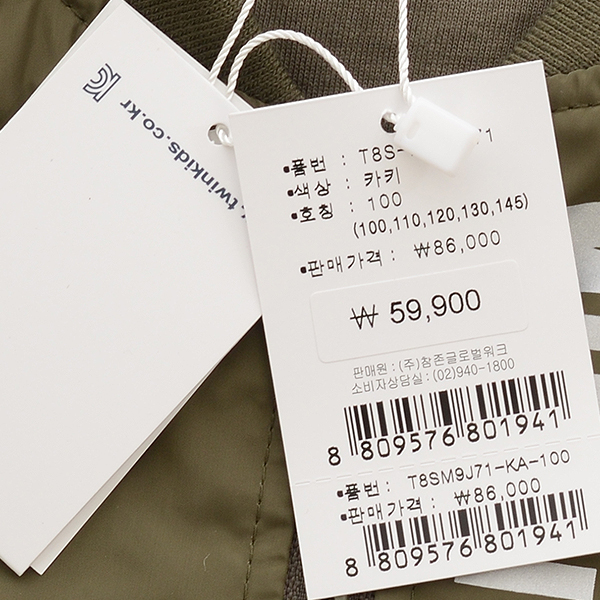 twinkids.co.kr
•품번 : T8S- 71
•색상 : 카키
•호칭 : 100
(100,110,120,130,145)
•판매가격 : ₩86,000
₩ 59,900
판매원 : (주)참존글로벌워크
소비자상담실 : (02)940-1800
8 809576 801941
•품번 : T8SM9J71-KA-100
•판매가격 : ₩86,000
8 809576 801941